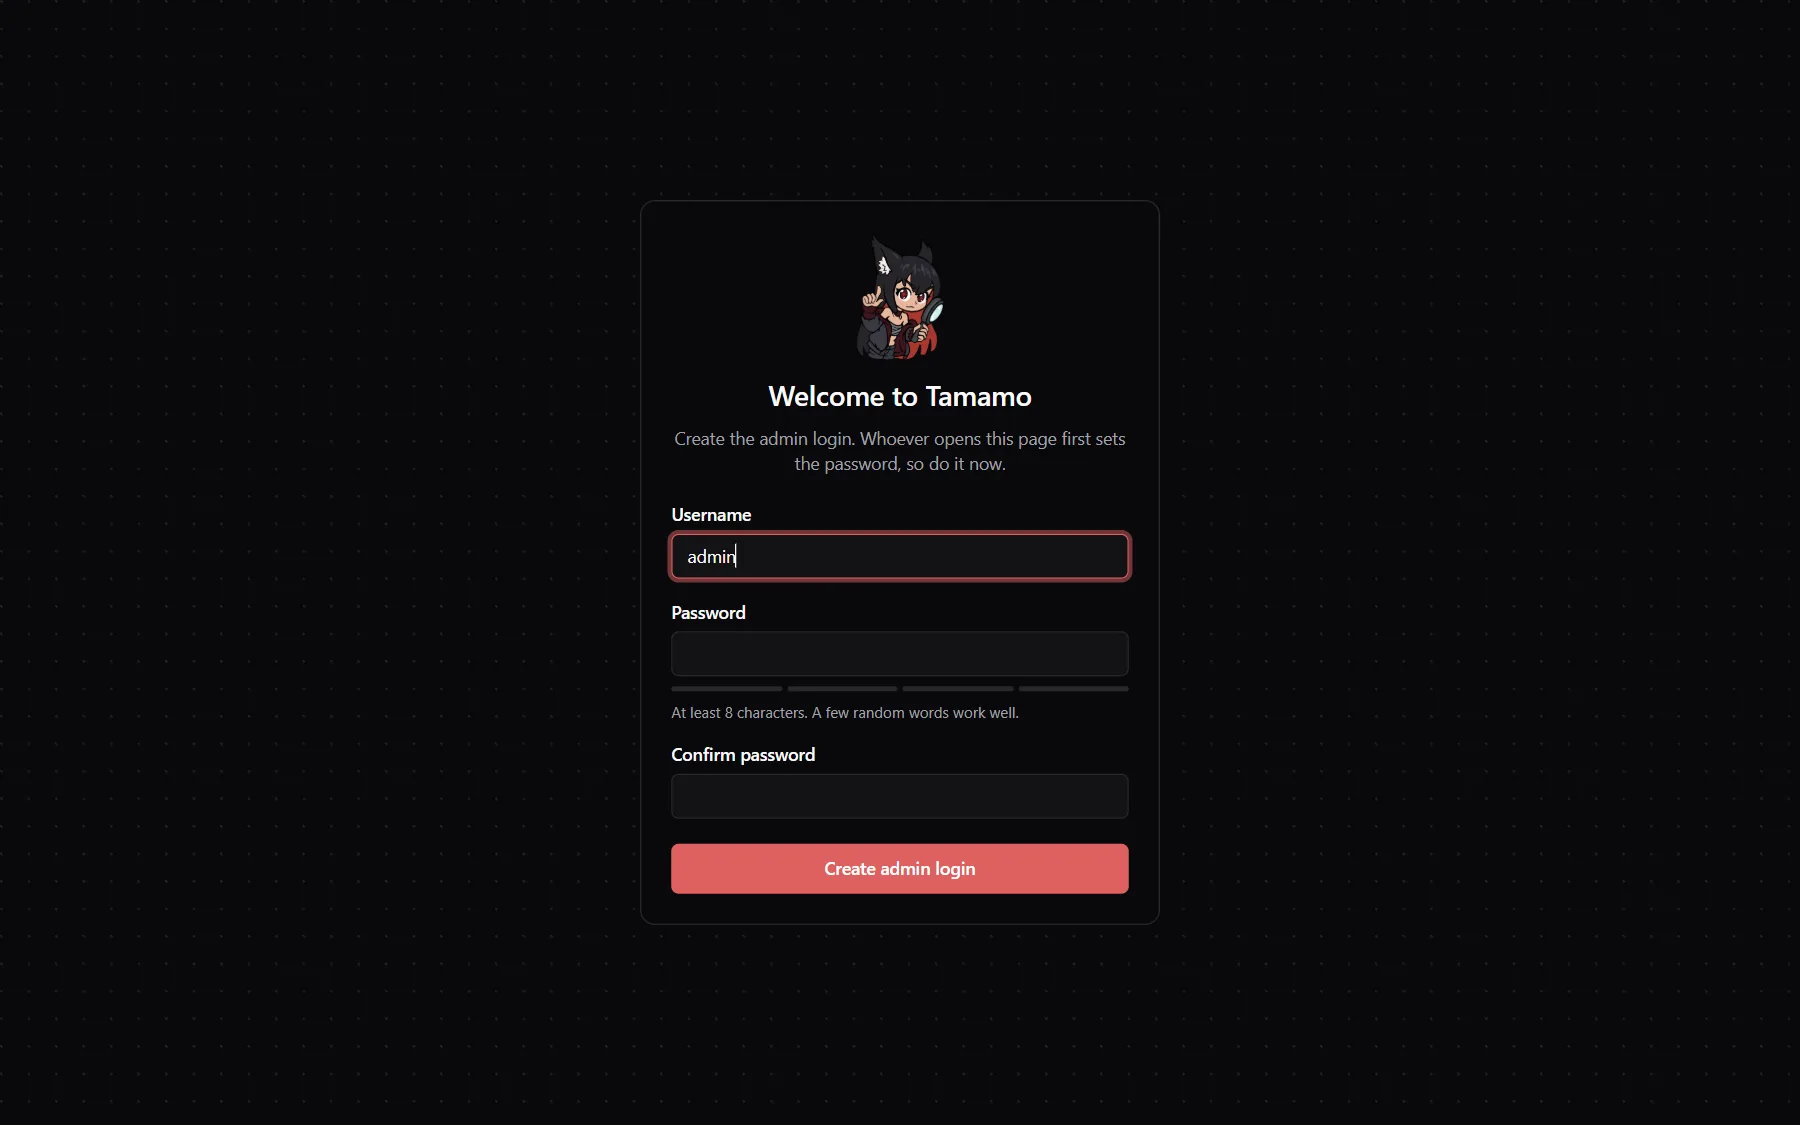 Welcome to Tamamo
Create the admin login. Whoever opens this page first sets
the password, so do it now.
Username
admin
Password
At least 8 characters. A few random words work well.
Confirm password
Create admin login